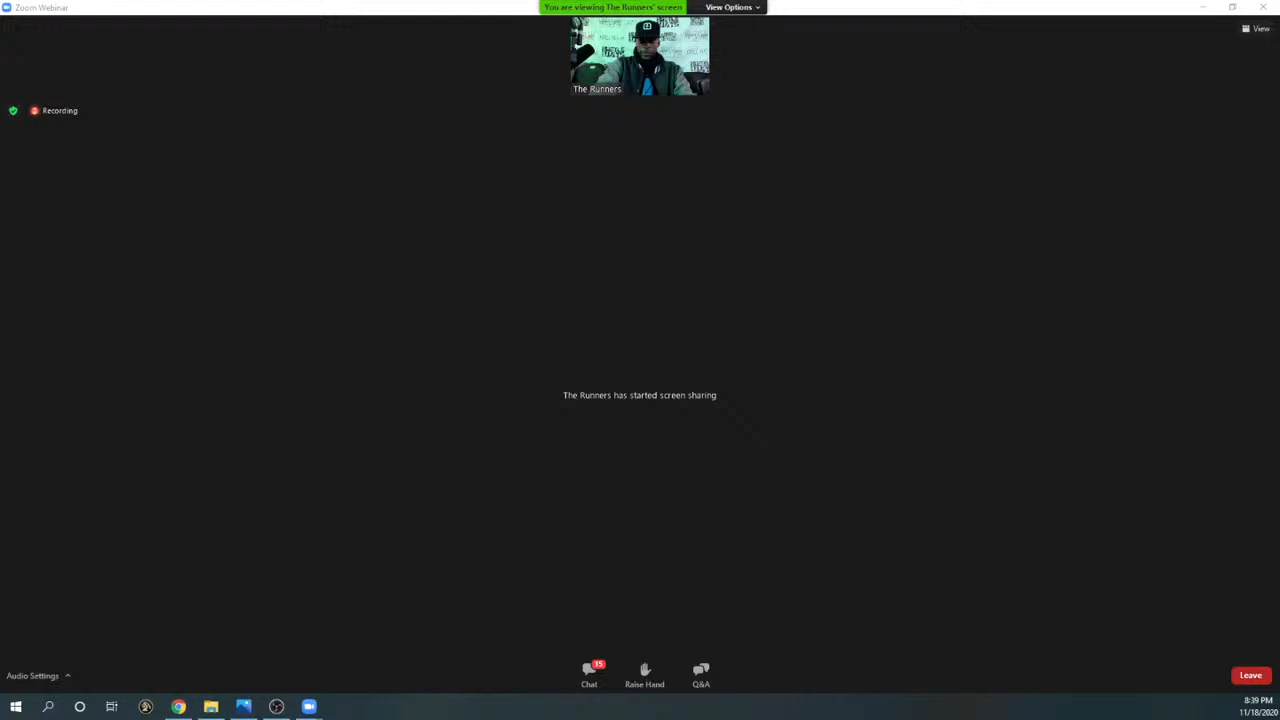 Zoom Webinar
You are viewing The Runners' screen
View Options
View
The Runners
Recording
The Runners has started screen sharing
Audio Settings
15
Chat
Raise Hand
Q&A
Leave
8:39 PM
11/18/2020